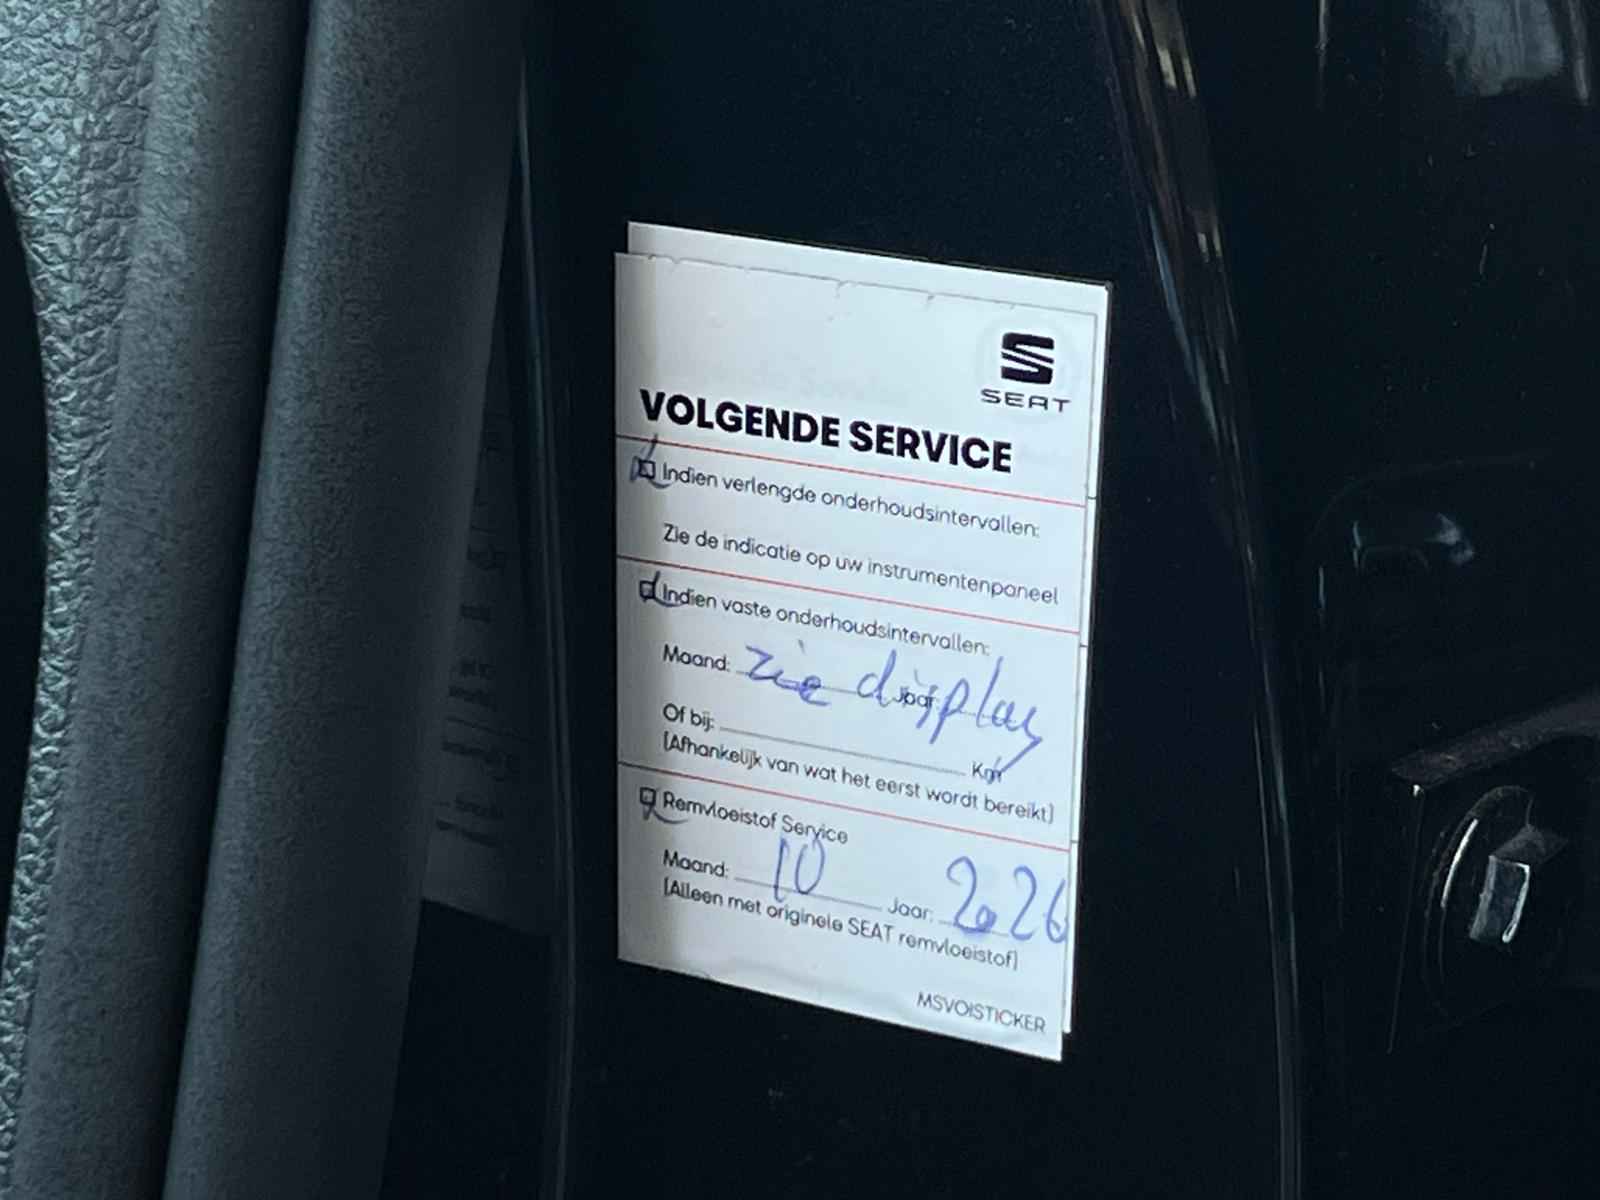 SEAT
VOLGENDE SERVICE
Indien verlengde onderhoudsintervallen:
Zie de indicatie op uw instrumentenpaneel
Indien vaste onderhoudsintervallen:
Maand: zie display Jaar:
Of bij: Km
(Afhankelijk van wat het eerst wordt bereikt)
Remvloeistof Service
Maand: 10 Jaar: 2026
(Alleen met originele SEAT remvloeistof)
MSVOISTICKER